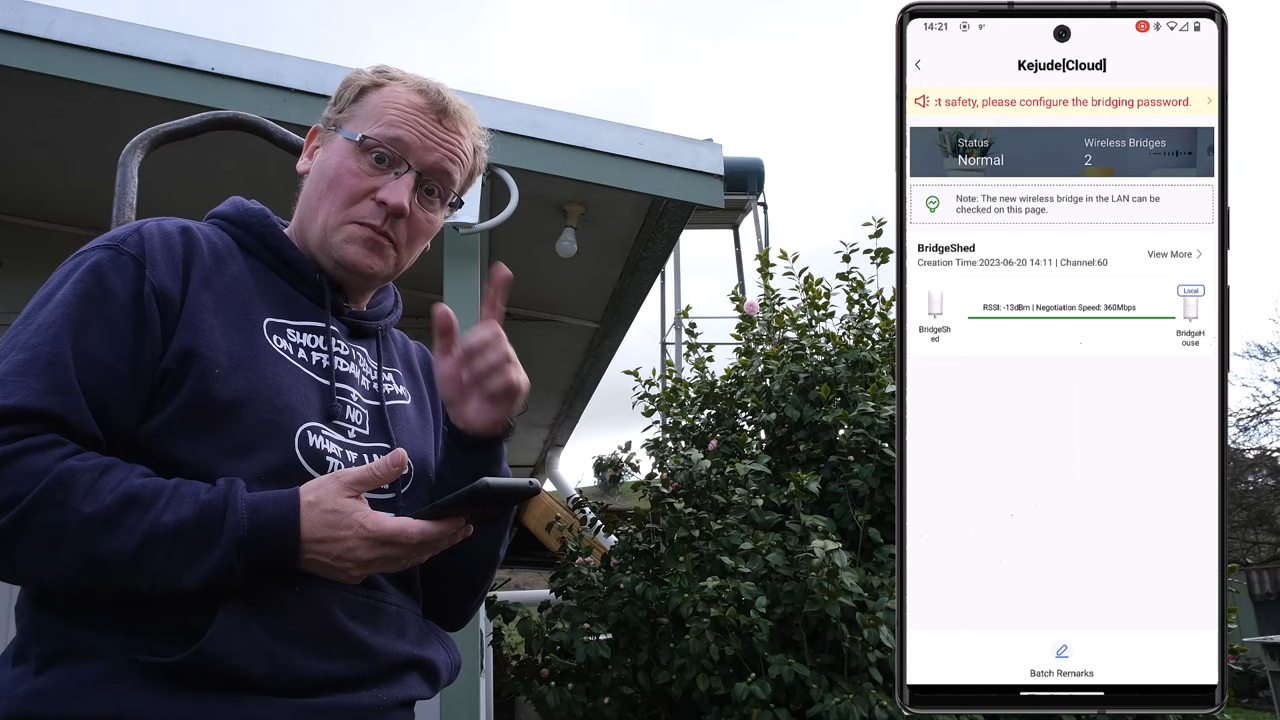 14:21
9°
Kejude[Cloud]
:t safety, please configure the bridging password.
Status
Normal
Wireless Bridges
2
Note: The new wireless bridge in the LAN can be
checked on this page.
BridgeShed
Creation Time:2023-06-20 14:11 | Channel:60
View More
Local
RSSI: -13dBm | Negotiation Speed: 360Mbps
BridgeSh
ed
BridgeH
ouse
Batch Remarks
SHOULD I
ON A FRIDAY AT
NO
WHAT IF I